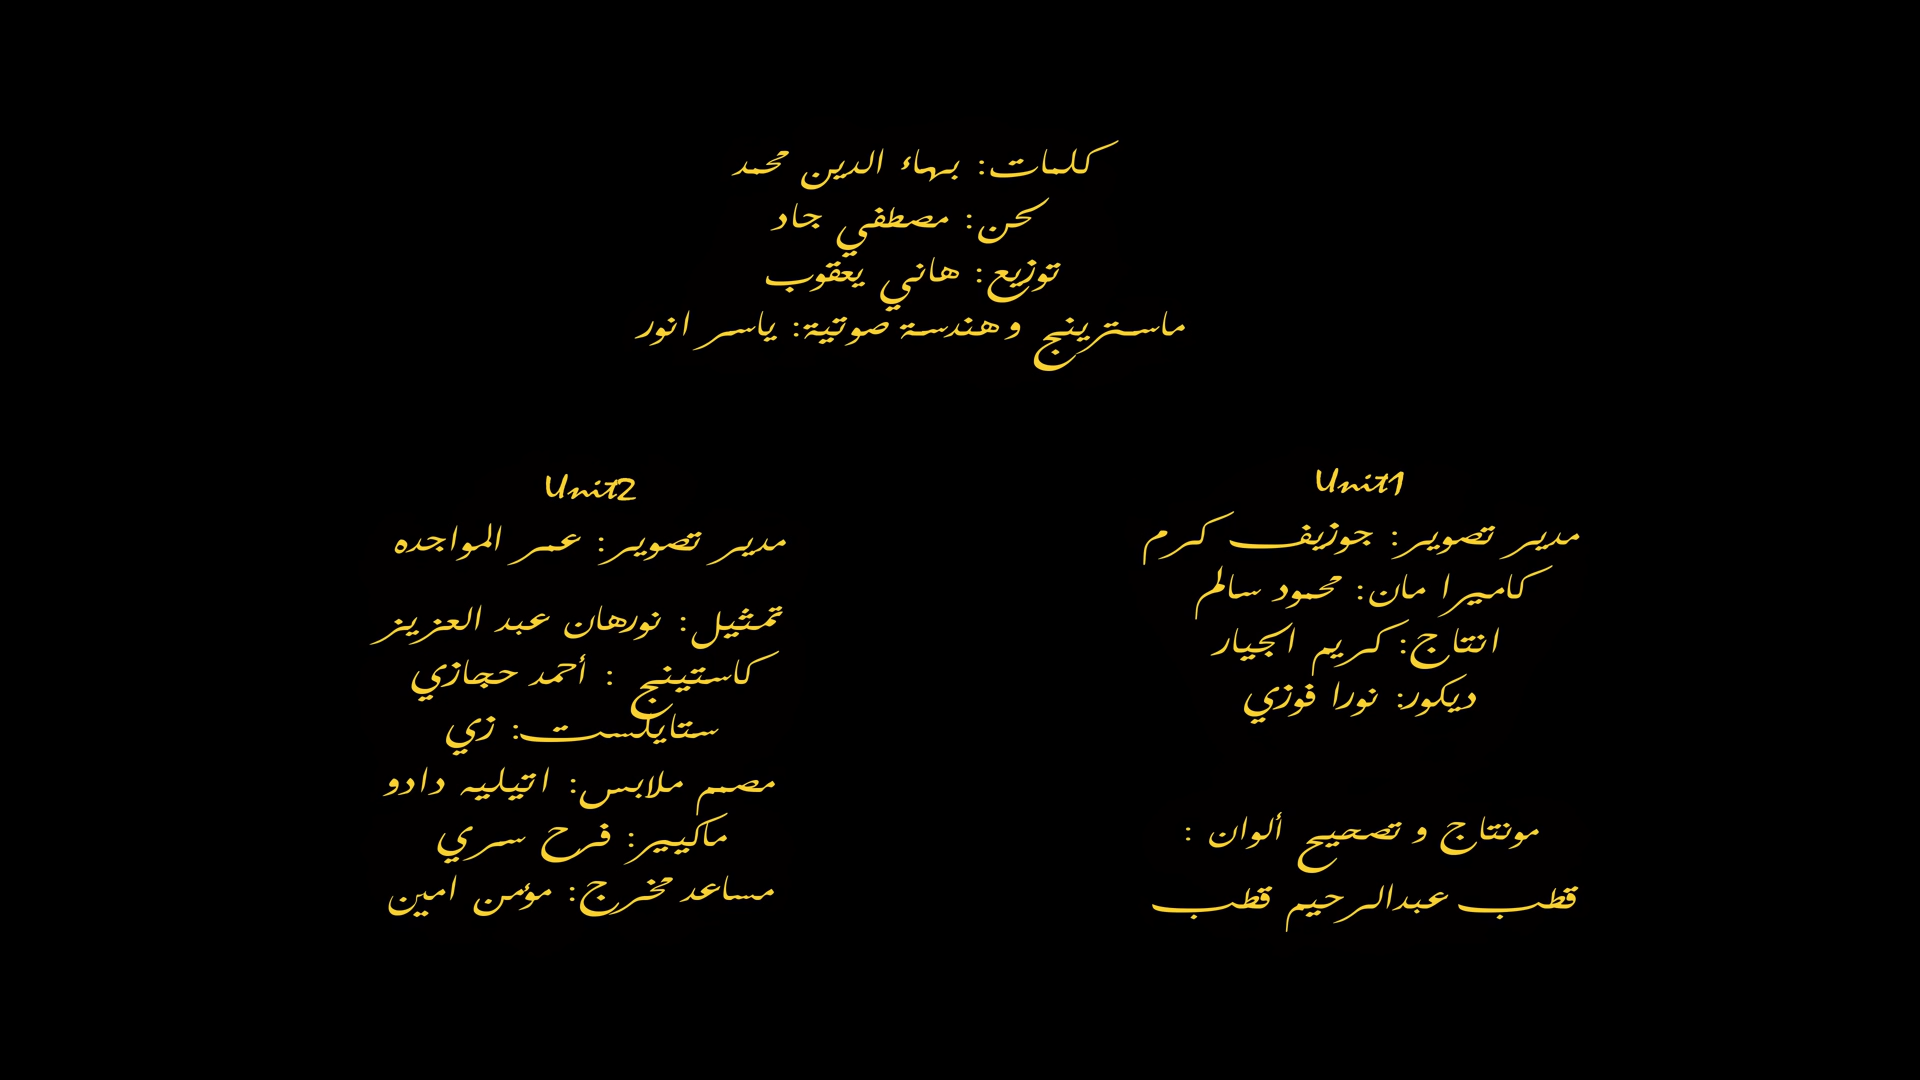 كلمات: بهاء الدين محمد
لحن: مصطفي جاد
توزيع: هاني يعقوب
ماسترينج و هندسة صوتية: ياسر انور
Unit1
مدير تصوير: جوزيف كرم
كاميرا مان: محمود سالم
انتاج: كريم الجيار
ديكور: نورا فوزي
مونتاج و تصحيح ألوان :
قطب عبدالرحيم قطب
Unit2
مدير تصوير: عمر المواجده
تمثيل: نورهان عبد العزيز
كاستينج : أحمد حجازي
ستايلست: زي
مصمم ملابس: اتيليه دادو
ماكيير: فرح سري
مساعد مخرج: مؤمن امين